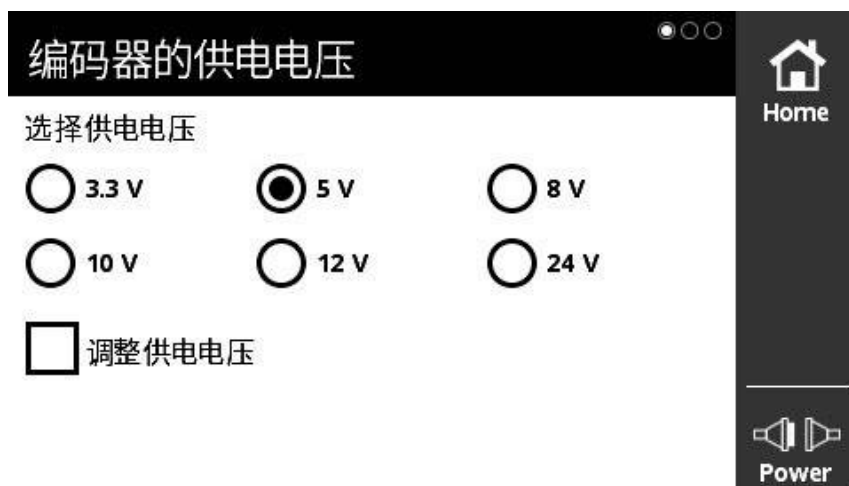 编码器的供电电压
Home
选择供电电压
3.3 V 5 V 8 V
10 V 12 V 24 V
调整供电电压
Power